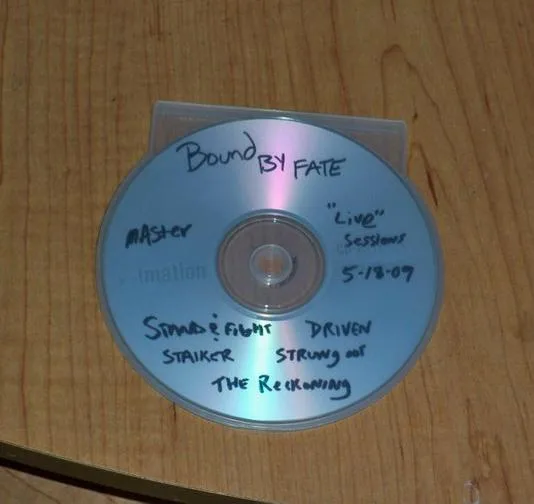 Bound BY FATE
MASTER
"Live"
Sessions
imation
5-18-09
STAND & FIGHT DRIVEN
STALKER STRUNG OUT
THE RecKONING